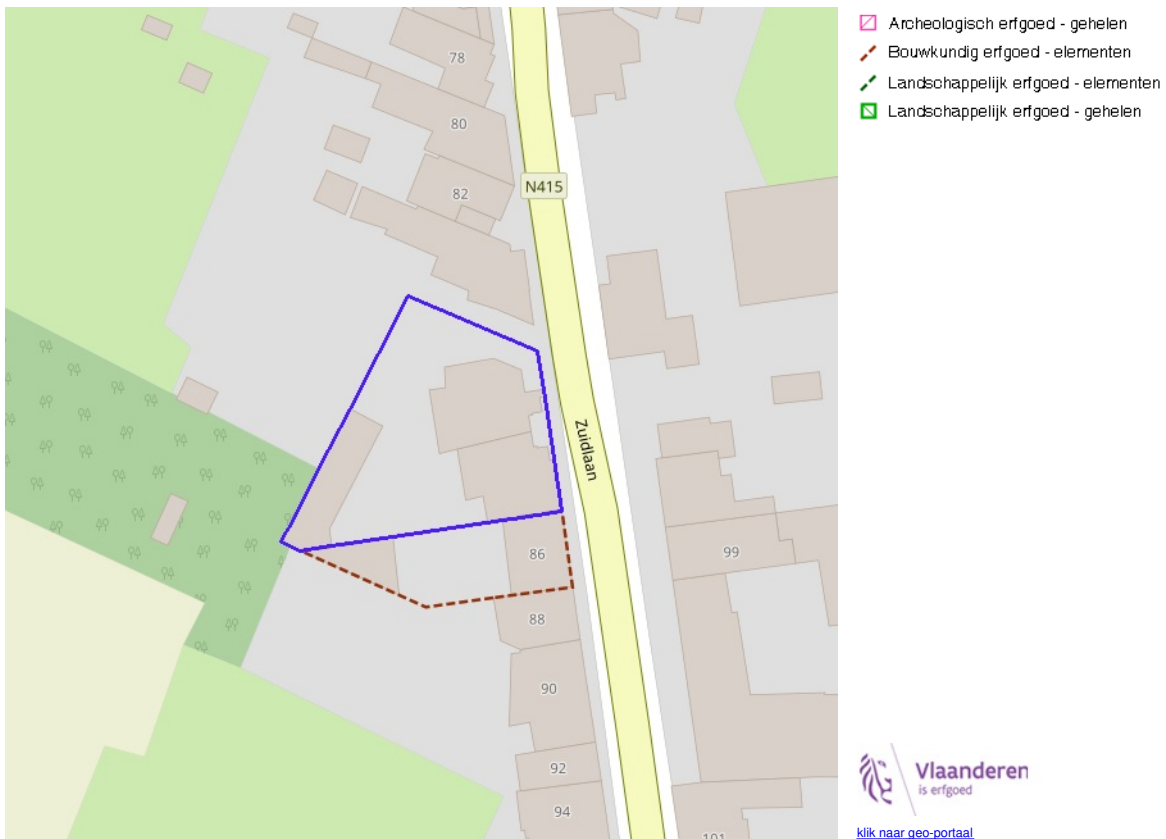 Archeologisch erfgoed - gehelen
Bouwkundig erfgoed - elementen
Landschappelijk erfgoed - elementen
Landschappelijk erfgoed - gehelen
78
80
82
N415
Zuidlaan
86
99
88
90
92
94
101
Vlaanderen
is erfgoed
klik naar geo-portaal